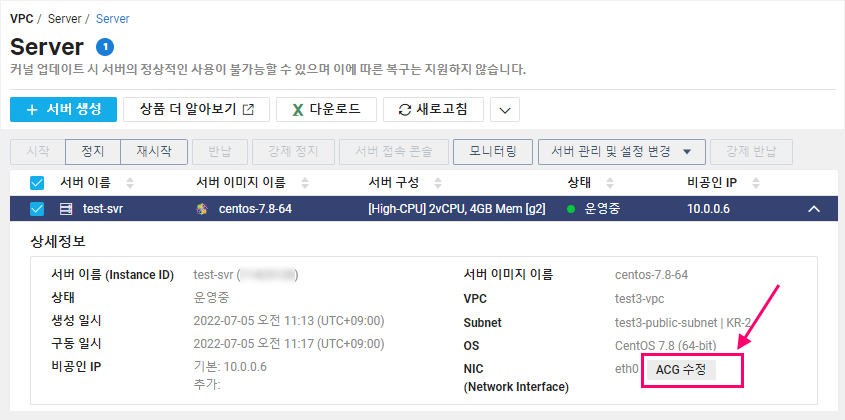 VPC / Server / Server
Server 1
커널 업데이트 시 서버의 정상적인 사용이 불가능할 수 있으며 이에 따른 복구는 지원하지 않습니다.
+ 서버 생성 상품 더 알아보기 다운로드 새로고침
시작 정지 재시작 반납 강제 정지 서버 접속 콘솔 모니터링 서버 관리 및 설정 변경 강제 반납
서버 이름 서버 이미지 이름 서버 구성 상태 비공인 IP
test-svr centos-7.8-64 [High-CPU] 2vCPU, 4GB Mem [g2] 운영중 10.0.0.6
상세정보
서버 이름 (Instance ID) test-svr ( ) 서버 이미지 이름 centos-7.8-64
상태 운영중 VPC test3-vpc
생성 일시 2022-07-05 오전 11:13 (UTC+09:00) Subnet test3-public-subnet | KR-2
구동 일시 2022-07-05 오전 11:17 (UTC+09:00) OS CentOS 7.8 (64-bit)
비공인 IP 기본: 10.0.0.6 NIC eth0 ACG 수정
추가: (Network Interface)